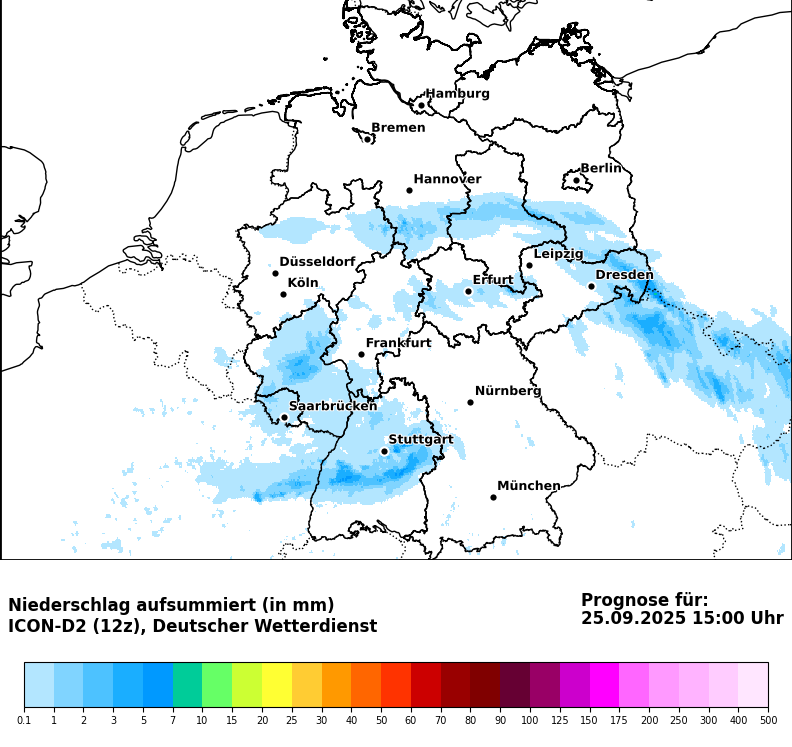 Hamburg
Bremen
Berlin
Hannover
Leipzig
Düsseldorf
Dresden
Köln
Erfurt
Frankfurt
Nürnberg
Saarbrücken
Stuttgart
München
Niederschlag aufsummiert (in mm)
ICON-D2 (12z), Deutscher Wetterdienst
Prognose für:
25.09.2025 15:00 Uhr
0.1 1 2 3 5 7 10 15 20 25 30 40 50 60 70 80 90 100 125 150 175 200 250 300 400 500